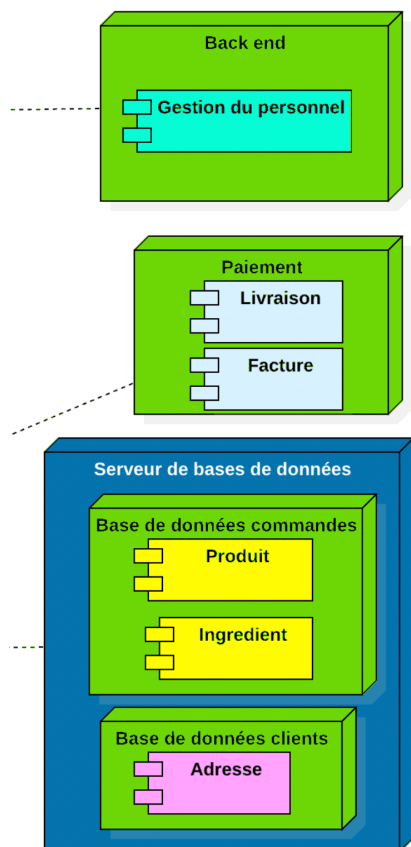 Back end
Gestion du personnel
Paiement
Livraison
Facture
Serveur de bases de données
Base de données commandes
Produit
Ingredient
Base de données clients
Adresse